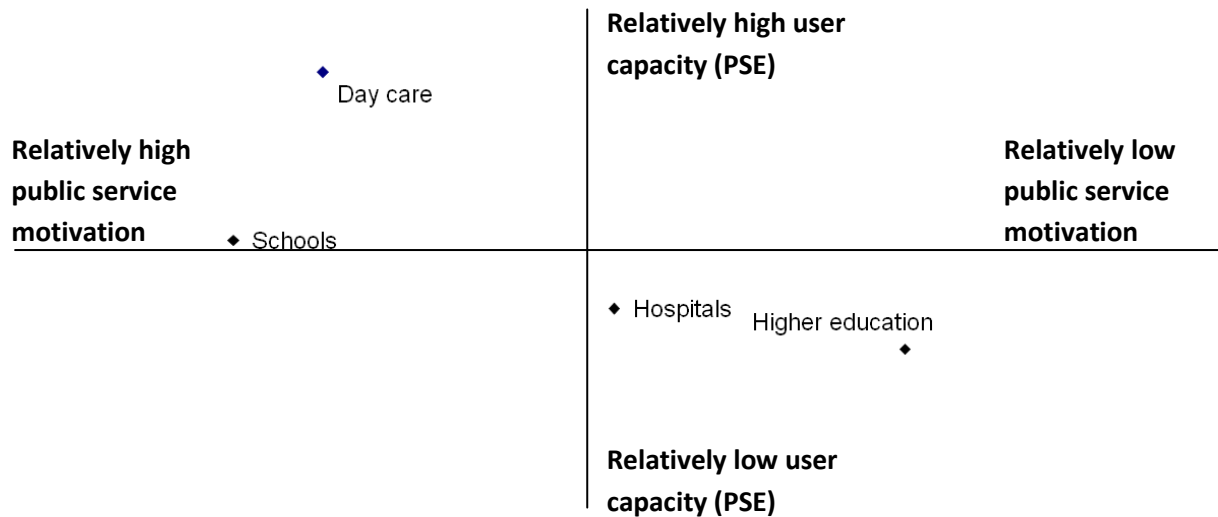 Relatively high user
capacity (PSE)
Day care
Relatively high
public service
motivation
Relatively low
public service
motivation
Schools
Hospitals
Higher education
Relatively low user
capacity (PSE)